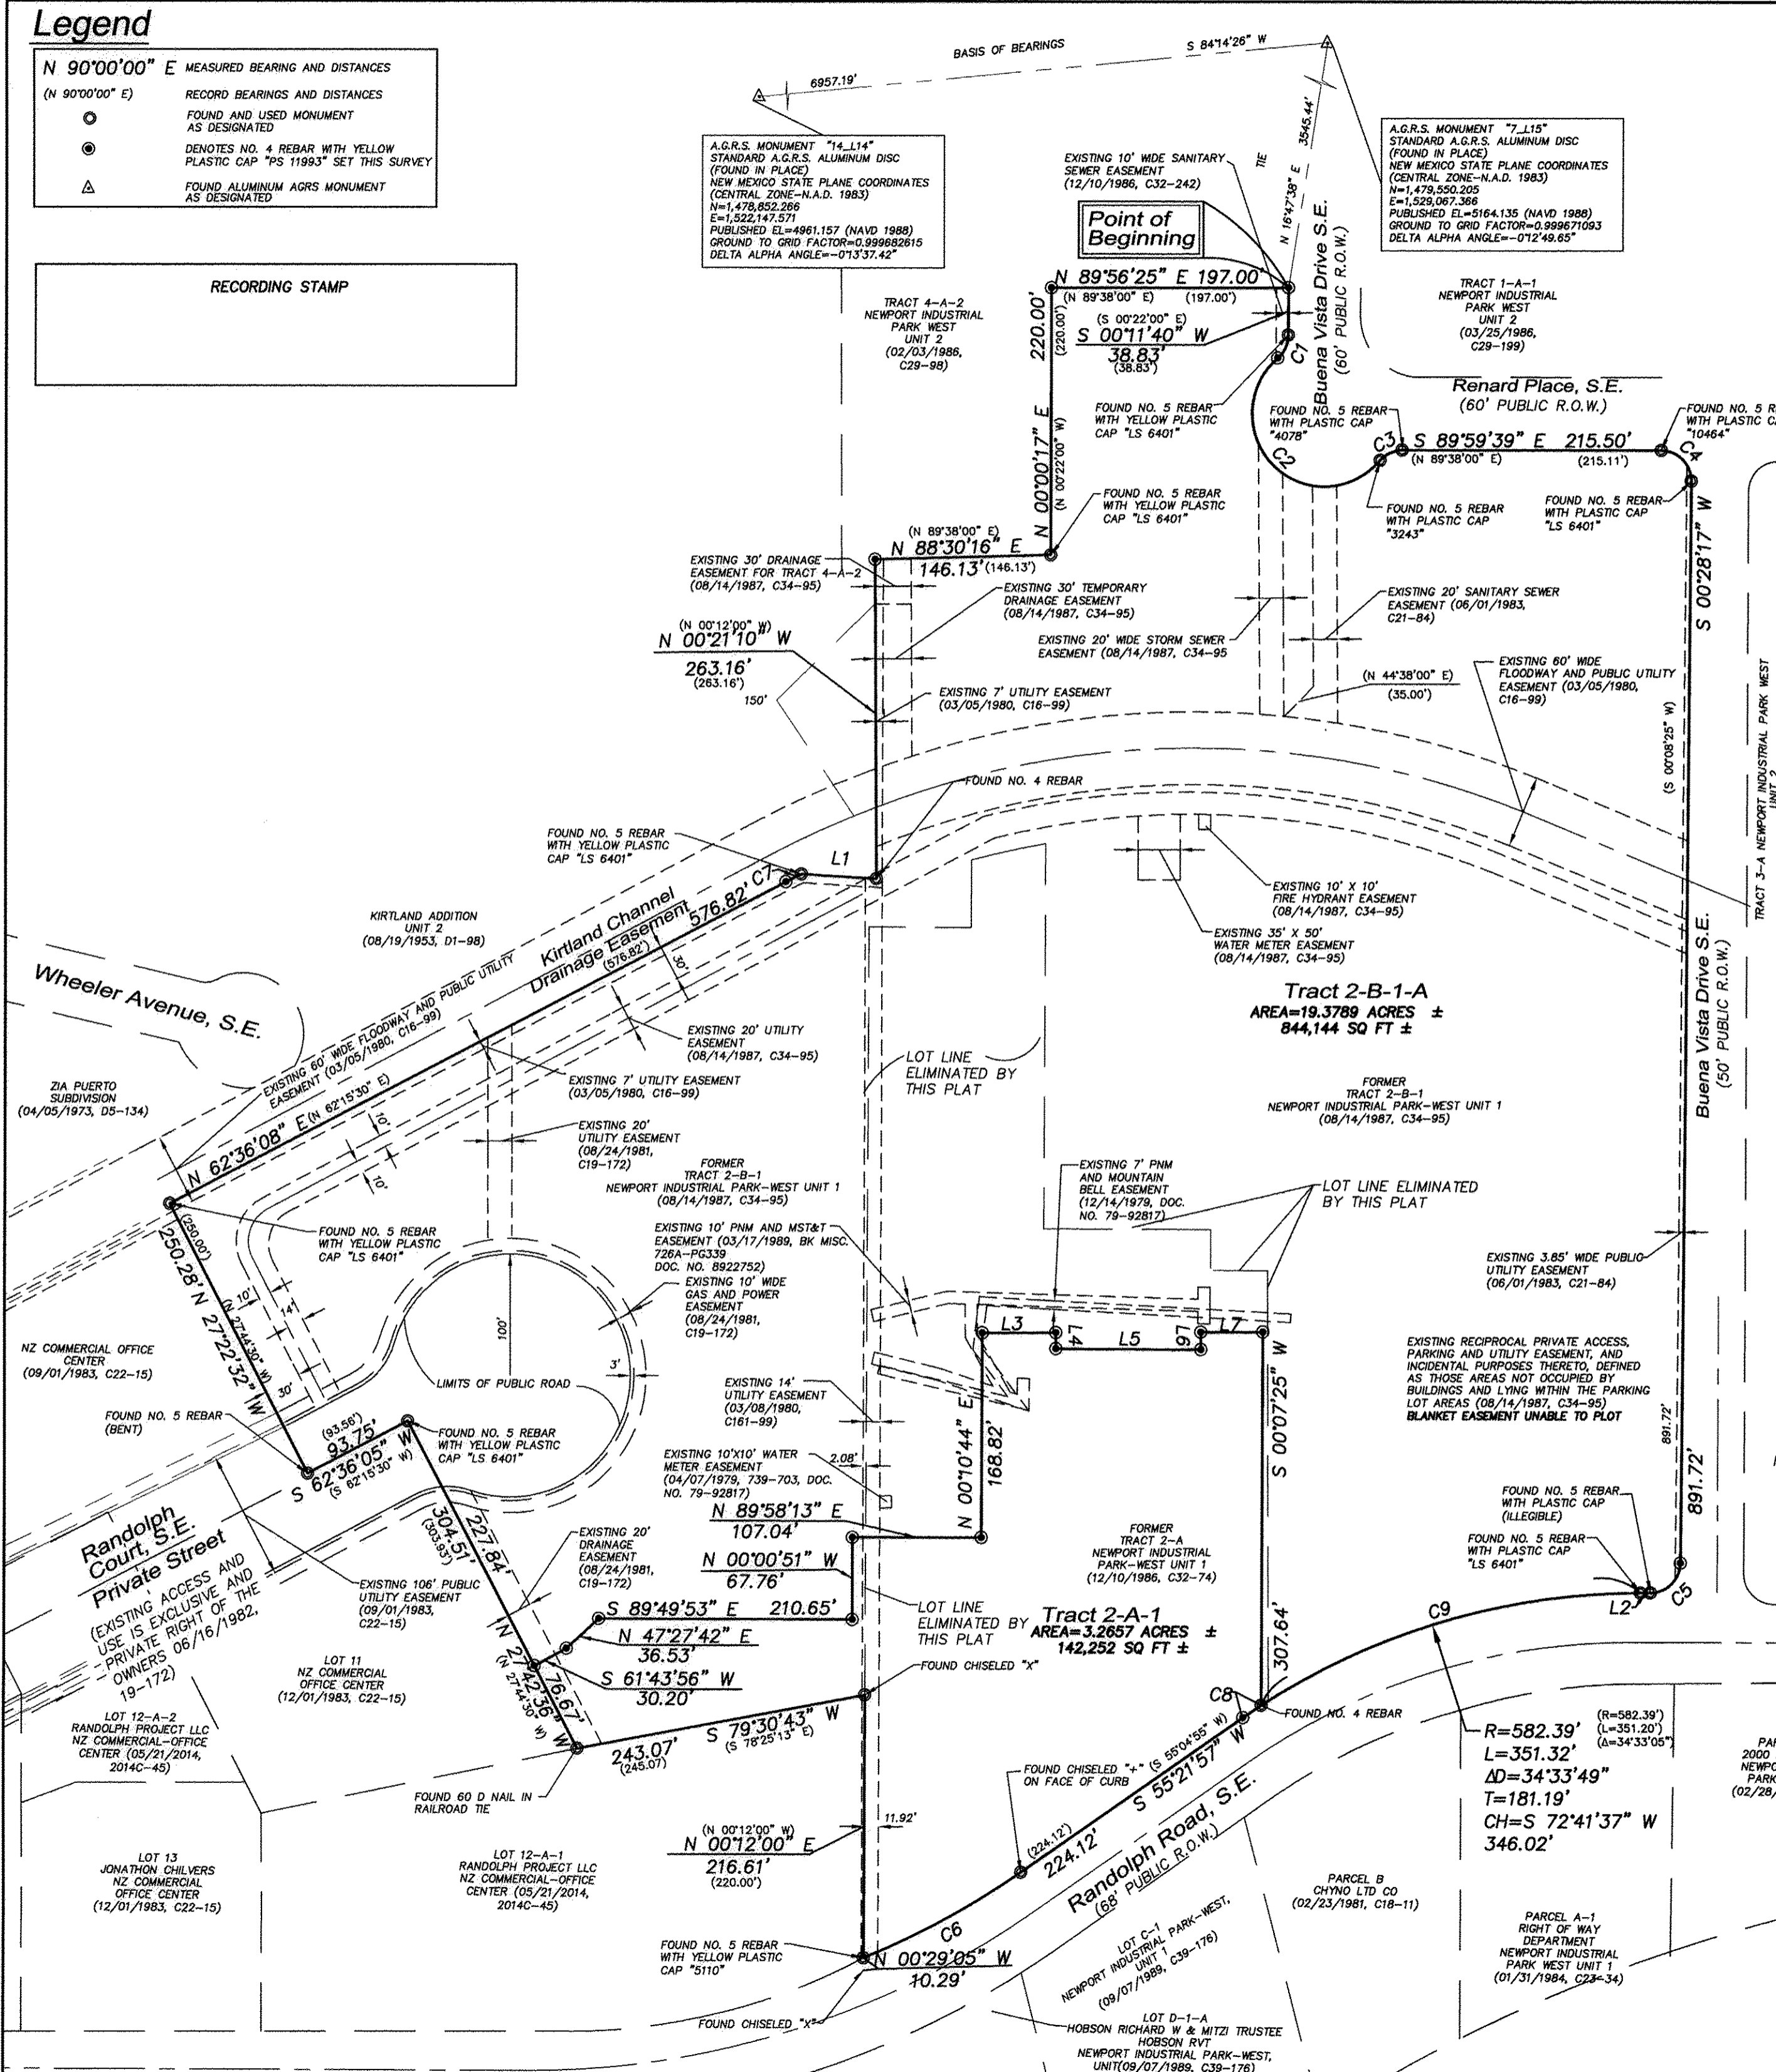 Legend
N 90°00'00" E MEASURED BEARING AND DISTANCES
(N 90°00'00" E) RECORD BEARINGS AND DISTANCES
FOUND AND USED MONUMENT
AS DESIGNATED
DENOTES NO. 4 REBAR WITH YELLOW
PLASTIC CAP "PS 11993" SET THIS SURVEY
FOUND ALUMINUM AGRS MONUMENT
AS DESIGNATED
RECORDING STAMP
BASIS OF BEARINGS
S 84°14'26" W
6957.19'
A.G.R.S. MONUMENT "14_L14"
STANDARD A.G.R.S. ALUMINUM DISC
(FOUND IN PLACE)
NEW MEXICO STATE PLANE COORDINATES
(CENTRAL ZONE-N.A.D. 1983)
N=1,478,852.266
E=1,522,147.571
PUBLISHED EL=4961.157 (NAVD 1988)
GROUND TO GRID FACTOR=0.999682615
DELTA ALPHA ANGLE=-0°13'37.42"
EXISTING 10' WIDE SANITARY
SEWER EASEMENT
(12/10/1986, C32-242)
Point of
Beginning
TIE
N 16°47'38" E 3545.44'
A.G.R.S. MONUMENT "7_L15"
STANDARD A.G.R.S. ALUMINUM DISC
(FOUND IN PLACE)
NEW MEXICO STATE PLANE COORDINATES
(CENTRAL ZONE-N.A.D. 1983)
N=1,479,550.205
E=1,529,067.366
PUBLISHED EL=5164.135 (NAVD 1988)
GROUND TO GRID FACTOR=0.999671093
DELTA ALPHA ANGLE=-0°12'49.65"
TRACT 4-A-2
NEWPORT INDUSTRIAL
PARK WEST
UNIT 2
(02/03/1986,
C29-98)
N 89°56'25" E 197.00'
(N 89°38'00" E) (197.00')
(S 00°22'00" E)
S 00°11'40" W
38.83'
(38.83')
220.00'
(220.00')
N 00°00'17" E
(N 00°22'00" W)
C1
Buena Vista Drive S.E.
(60' PUBLIC R.O.W.)
TRACT 1-A-1
NEWPORT INDUSTRIAL
PARK WEST
UNIT 2
(03/25/1986,
C29-199)
Renard Place, S.E.
(60' PUBLIC R.O.W.)
FOUND NO. 5 REBAR
WITH YELLOW PLASTIC
CAP "LS 6401"
FOUND NO. 5 REBAR
WITH PLASTIC CAP
"4078"
C2
C3
S 89°59'39" E 215.50'
(N 89°38'00" E) (215.11')
FOUND NO. 5 R
WITH PLASTIC C
"10464"
C4
FOUND NO. 5 REBAR
WITH YELLOW PLASTIC
CAP "LS 6401"
FOUND NO. 5 REBAR
WITH PLASTIC CAP
"3243"
FOUND NO. 5 REBAR
WITH PLASTIC CAP
"LS 6401"
S 00°28'17" W
(S 00°08'25" W)
(N 89°38'00" E)
N 88°30'16" E
146.13' (146.13')
EXISTING 30' DRAINAGE
EASEMENT FOR TRACT 4-A-2
(08/14/1987, C34-95)
EXISTING 30' TEMPORARY
DRAINAGE EASEMENT
(08/14/1987, C34-95)
EXISTING 20' SANITARY SEWER
EASEMENT (06/01/1983,
C21-84)
EXISTING 20' WIDE STORM SEWER
EASEMENT (08/14/1987, C34-95
(N 00°12'00" W)
N 00°21'10" W
263.16'
(263.16')
150'
EXISTING 7' UTILITY EASEMENT
(03/05/1980, C16-99)
(N 44°38'00" E)
(35.00')
EXISTING 60' WIDE
FLOODWAY AND PUBLIC UTILITY
EASEMENT (03/05/1980,
C16-99)
TRACT 3-A NEWPORT INDUSTRIAL PARK WEST
UNIT 2
FOUND NO. 4 REBAR
FOUND NO. 5 REBAR
WITH YELLOW PLASTIC
CAP "LS 6401"
L1
C7
576.82'
(576.82')
Kirtland Channel
Drainage Easement
30'
KIRTLAND ADDITION
UNIT 2
(08/19/1953, D1-98)
Wheeler Avenue, S.E.
EXISTING 60' WIDE FLOODWAY AND PUBLIC UTILITY
EASEMENT (03/05/1980, C16-99)
EXISTING 10' X 10'
FIRE HYDRANT EASEMENT
(08/14/1987, C34-95)
EXISTING 35' X 50'
WATER METER EASEMENT
(08/14/1987, C34-95)
Tract 2-B-1-A
AREA=19.3789 ACRES ±
844,144 SQ FT ±
Buena Vista Drive S.E.
(50' PUBLIC R.O.W.)
EXISTING 20' UTILITY
EASEMENT
(08/14/1987, C34-95)
LOT LINE
ELIMINATED BY
THIS PLAT
ZIA PUERTO
SUBDIVISION
(04/05/1973, D5-134)
EXISTING 7' UTILITY EASEMENT
(03/05/1980, C16-99)
FORMER
TRACT 2-B-1
NEWPORT INDUSTRIAL PARK-WEST UNIT 1
(08/14/1987, C34-95)
N 62°36'08" E (N 62°15'30" E)
10'
10'
EXISTING 20'
UTILITY EASEMENT
(08/24/1981,
C19-172)
FORMER
TRACT 2-B-1
NEWPORT INDUSTRIAL PARK-WEST UNIT 1
(08/14/1987, C34-95)
EXISTING 7' PNM
AND MOUNTAIN
BELL EASEMENT
(12/14/1979, DOC.
NO. 79-92817)
LOT LINE ELIMINATED
BY THIS PLAT
FOUND NO. 5 REBAR
WITH YELLOW PLASTIC
CAP "LS 6401"
EXISTING 10' PNM AND MST&T
EASEMENT (03/17/1989, BK MISC.
726A-PG339
DOC. NO. 8922752)
EXISTING 10' WIDE
GAS AND POWER
EASEMENT
(08/24/1981,
C19-172)
EXISTING 3.85' WIDE PUBLIC
UTILITY EASEMENT
(06/01/1983, C21-84)
(250.00')
250.28' N 27°22'32" W
(N 27°44'30" W)
10'
14'
30'
100'
3'
NZ COMMERCIAL OFFICE
CENTER
(09/01/1983, C22-15)
LIMITS OF PUBLIC ROAD
L3
L4
L5
L6
L7
EXISTING RECIPROCAL PRIVATE ACCESS,
PARKING AND UTILITY EASEMENT, AND
INCIDENTAL PURPOSES THERETO, DEFINED
AS THOSE AREAS NOT OCCUPIED BY
BUILDINGS AND LYING WITHIN THE PARKING
LOT AREAS (08/14/1987, C34-95)
BLANKET EASEMENT UNABLE TO PLOT
FOUND NO. 5 REBAR
(BENT)
(93.56')
93.75'
S 62°36'05" W
(S 62°15'30" W)
FOUND NO. 5 REBAR
WITH YELLOW PLASTIC
CAP "LS 6401"
EXISTING 14'
UTILITY EASEMENT
(03/08/1980,
C161-99)
N 00°10'44" E
168.82'
S 00°07'25" W
307.64'
891.72'
891.72'
EXISTING 10'X10' WATER
METER EASEMENT
(04/07/1979, 739-703, DOC.
NO. 79-92817)
2.08'
N 89°58'13" E
107.04'
N 00°00'51" W
67.76'
FOUND NO. 5 REBAR
WITH PLASTIC CAP
(ILLEGIBLE)
FOUND NO. 5 REBAR
WITH PLASTIC CAP
"LS 6401"
L2
C5
Randolph
Court, S.E.
Private Street
(EXISTING ACCESS AND
USE IS EXCLUSIVE AND
PRIVATE RIGHT OF THE
OWNERS 06/16/1982,
19-172)
304.51'
(303.93')
227.84'
EXISTING 20'
DRAINAGE
EASEMENT
(08/24/1981,
C19-172)
EXISTING 106' PUBLIC
UTILITY EASEMENT
(09/01/1983,
C22-15)
FORMER
TRACT 2-A
NEWPORT INDUSTRIAL
PARK-WEST UNIT 1
(12/10/1986, C32-74)
S 89°49'53" E 210.65'
N 47°27'42" E
36.53'
S 61°43'56" W
30.20'
LOT LINE
ELIMINATED BY
THIS PLAT
Tract 2-A-1
AREA=3.2657 ACRES ±
142,252 SQ FT ±
FOUND CHISELED "X"
C9
N 27°42'36" W
(N 27°44'30" W)
76.67'
LOT 11
NZ COMMERCIAL
OFFICE CENTER
(12/01/1983, C22-15)
LOT 12-A-2
RANDOLPH PROJECT LLC
NZ COMMERCIAL-OFFICE
CENTER (05/21/2014,
2014C-45)
S 79°30'43" W
(S 78°25'13" E)
243.07'
(245.07)
FOUND 60 D NAIL IN
RAILROAD TIE
C8
FOUND NO. 4 REBAR
R=582.39'
L=351.32'
ΔD=34°33'49"
T=181.19'
CH=S 72°41'37" W
346.02'
(R=582.39')
(L=351.20')
(Δ=34°33'05")
FOUND CHISELED "+"
ON FACE OF CURB
(S 55°04'55" W)
S 55°21'57" W
(224.12')
224.12'
Randolph Road, S.E.
(68' PUBLIC R.O.W.)
PA
2000
NEWPO
PARK
(02/28/
11.92'
(N 00°12'00" W)
N 00°12'00" E
216.61'
(220.00')
LOT 13
JONATHON CHILVERS
NZ COMMERCIAL
OFFICE CENTER
(12/01/1983, C22-15)
LOT 12-A-1
RANDOLPH PROJECT LLC
NZ COMMERCIAL-OFFICE
CENTER (05/21/2014,
2014C-45)
C6
PARCEL B
CHYNO LTD CO
(02/23/1981, C18-11)
PARCEL A-1
RIGHT OF WAY
DEPARTMENT
NEWPORT INDUSTRIAL
PARK WEST UNIT 1
(01/31/1984, C23-34)
FOUND NO. 5 REBAR
WITH YELLOW PLASTIC
CAP "5110"
N 00°29'05" W
10.29'
LOT C-1
NEWPORT INDUSTRIAL PARK-WEST,
UNIT 1
(09/07/1989, C39-176)
FOUND CHISELED "X"
LOT D-1-A
HOBSON RICHARD W & MITZI TRUSTEE
HOBSON RVT
NEWPORT INDUSTRIAL PARK-WEST,
UNIT(09/07/1989, C39-176)